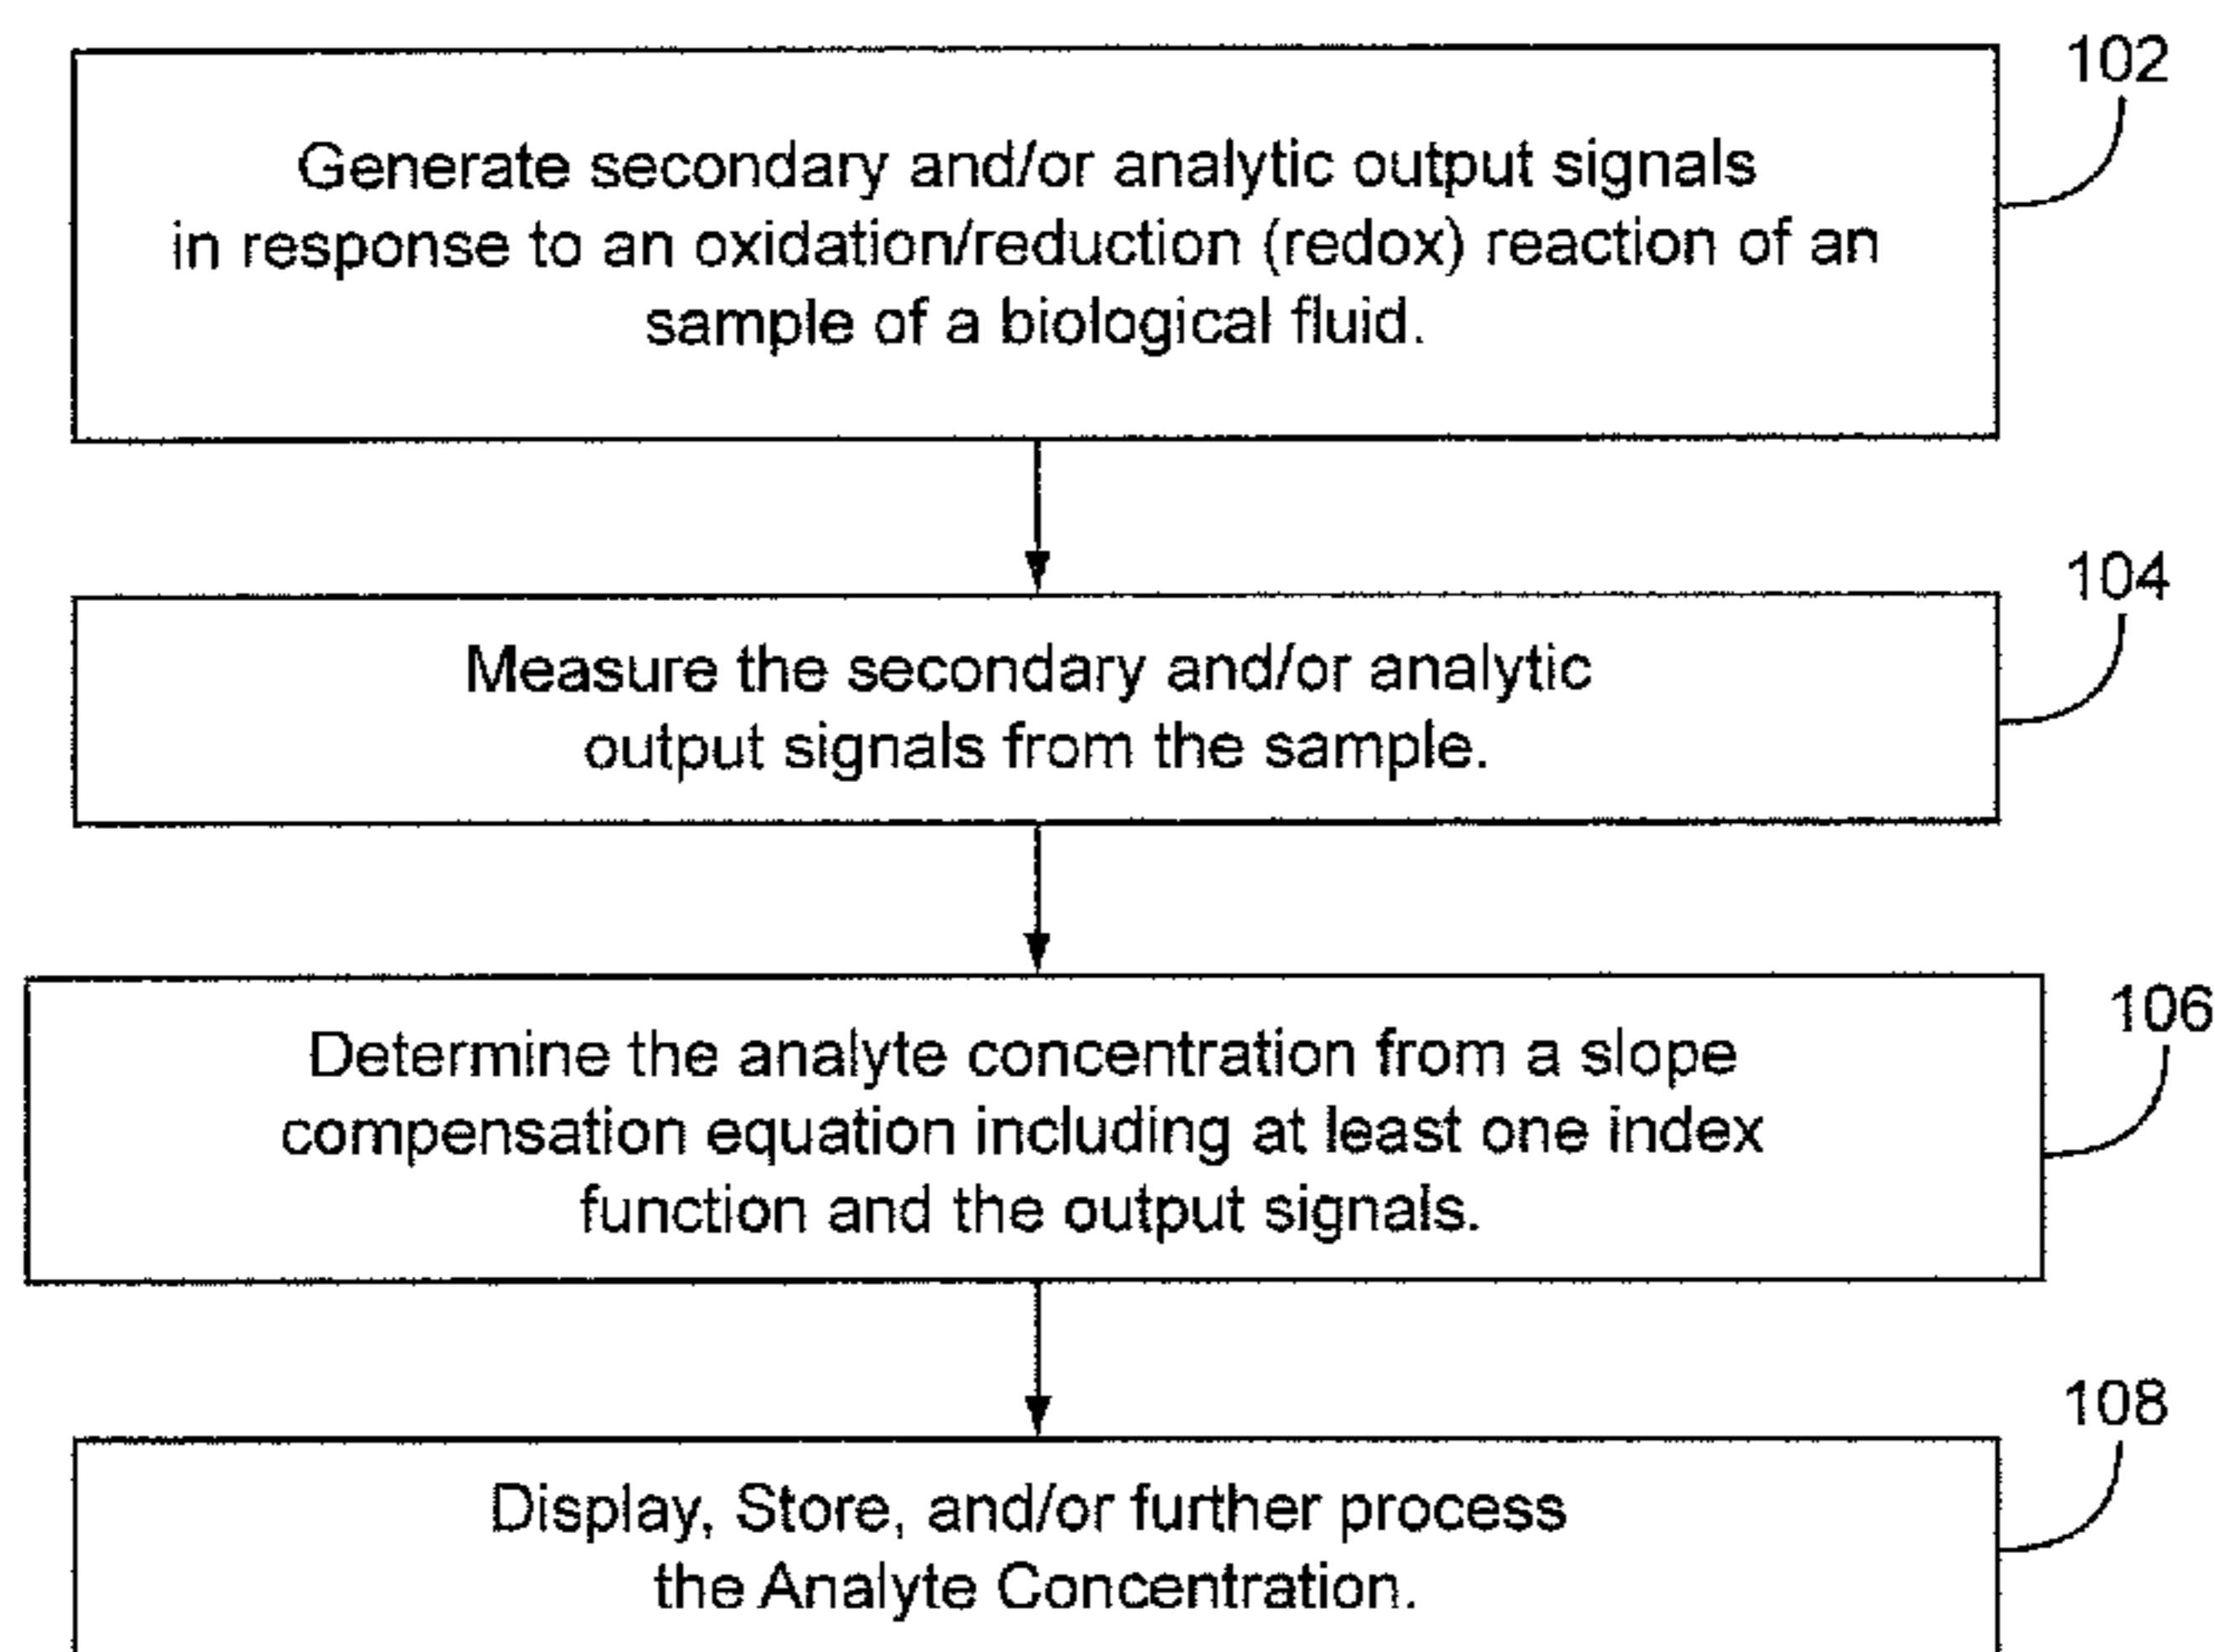 102
Generate secondary and/or analytic output signals
in response to an oxidation/reduction (redox) reaction of an
sample of a biological fluid.
104
Measure the secondary and/or analytic
output signals from the sample.
106
Determine the analyte concentration from a slope
compensation equation including at least one index
function and the output signals.
108
Display, Store, and/or further process
the Analyte Concentration.